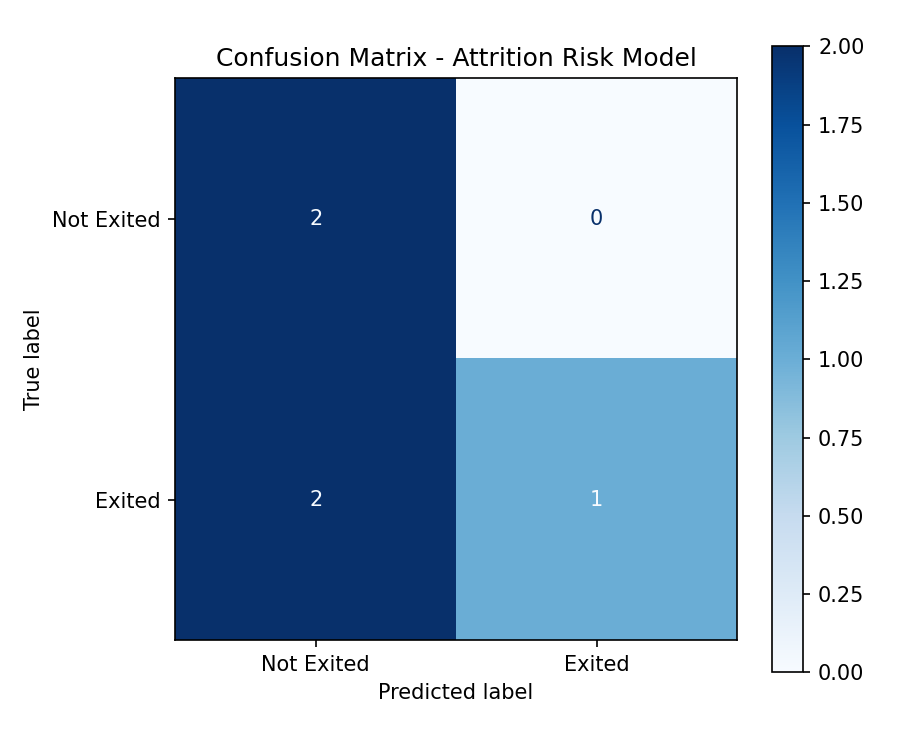 Confusion Matrix - Attrition Risk Model
2.00
1.75
1.50
1.25
1.00
0.75
0.50
0.25
0.00
True label
Not Exited
2
0
Exited
2
1
Not Exited
Exited
Predicted label